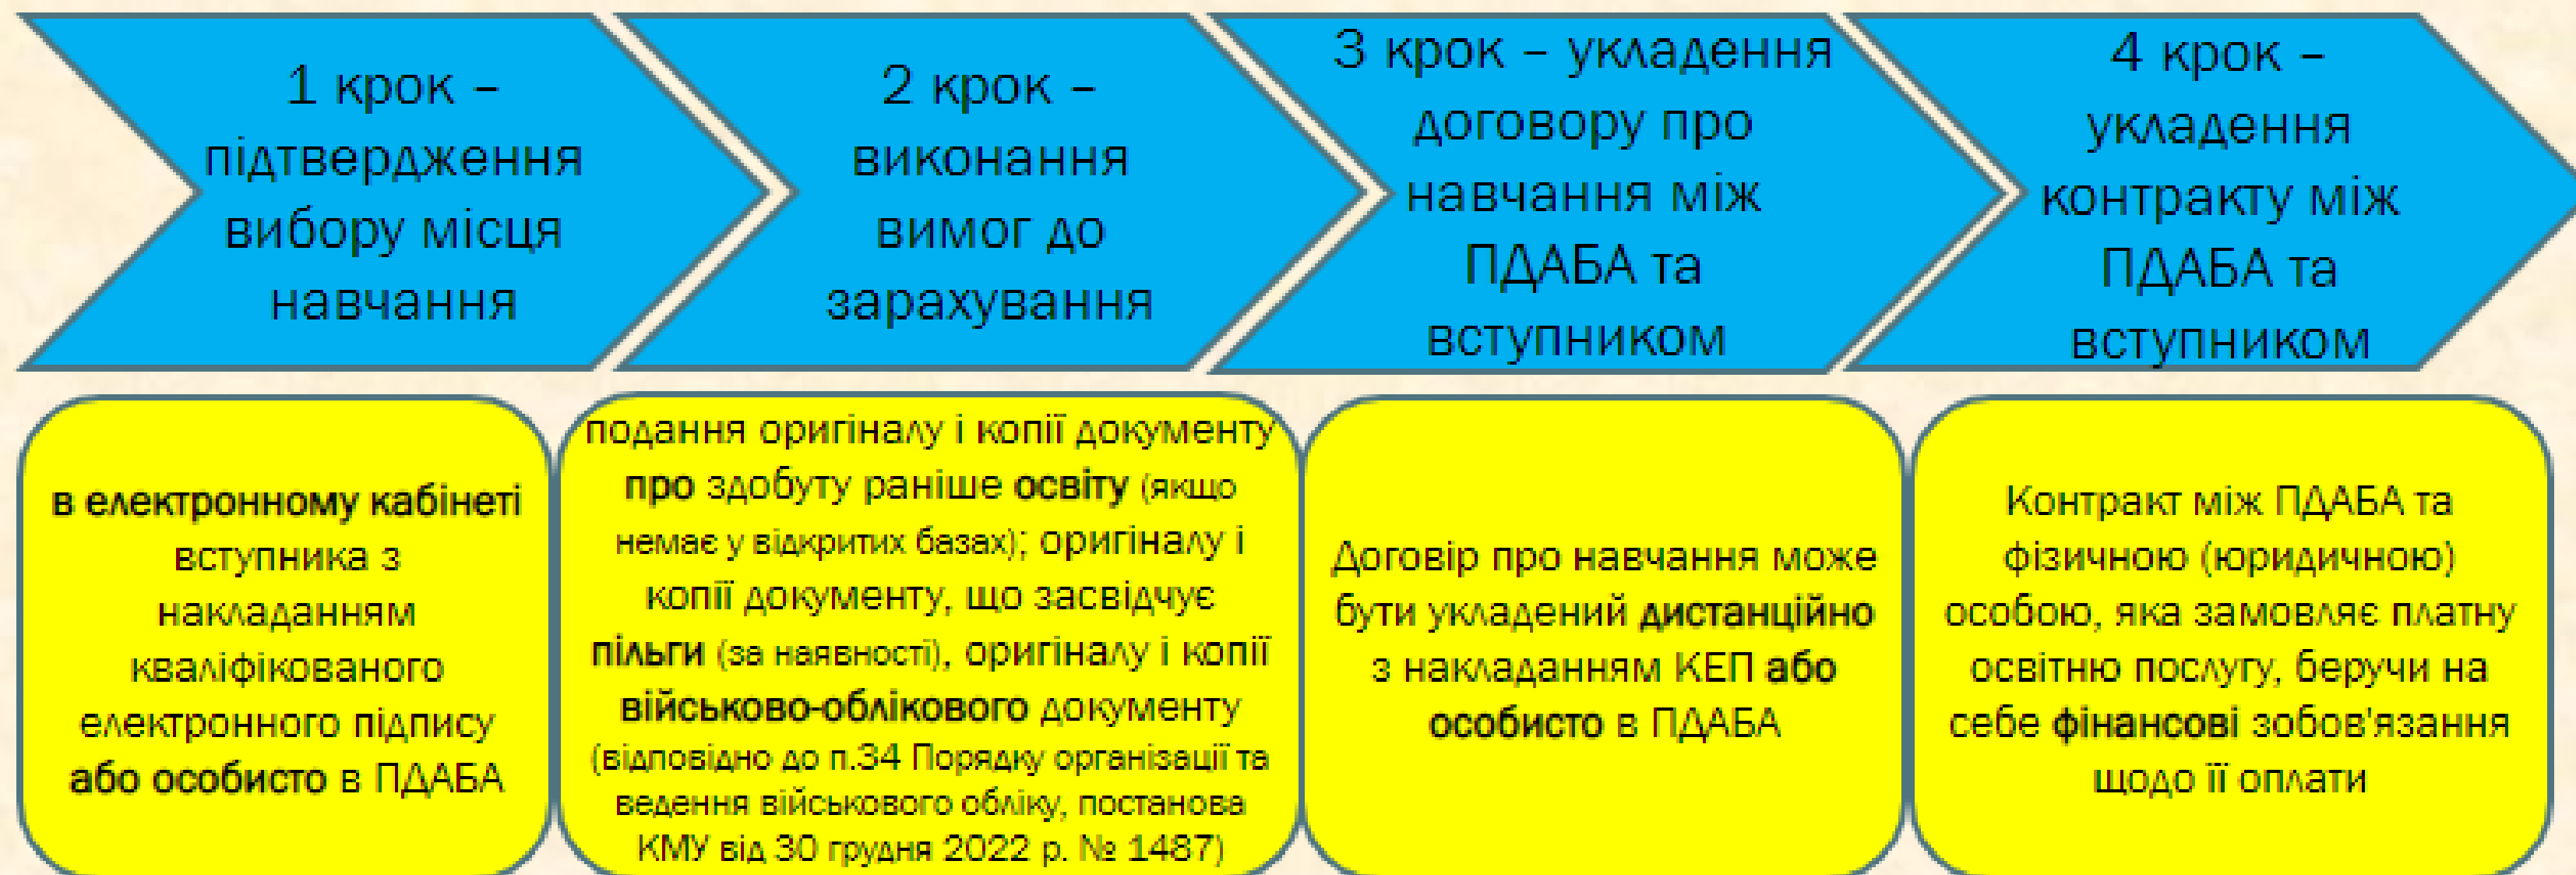 1 крок –
підтвердження
вибору місця
навчання
2 крок –
виконання
вимог до
зарахування
3 крок – укладення
договору про
навчання між
ПДАБА та
вступником
4 крок –
укладення
контракту між
ПДАБА та
вступником
в електронному кабінеті
вступника з
накладанням
кваліфікованого
електронного підпису
або особисто в ПДАБА
подання оригіналу і копії документу
про здобуту раніше освіту (якщо
немає у відкритих базах); оригіналу і
копії документу, що засвідчує
пільги (за наявності), оригіналу і копії
військово-облікового документу
(відповідно до п.34 Порядку організації та
ведення військового обліку, постанова
КМУ від 30 грудня 2022 р. № 1487)
Договір про навчання може
бути укладений дистанційно
з накладанням КЕП або
особисто в ПДАБА
Контракт між ПДАБА та
фізичною (юридичною)
особою, яка замовляє платну
освітню послугу, беручи на
себе фінансові зобов'язання
щодо її оплати